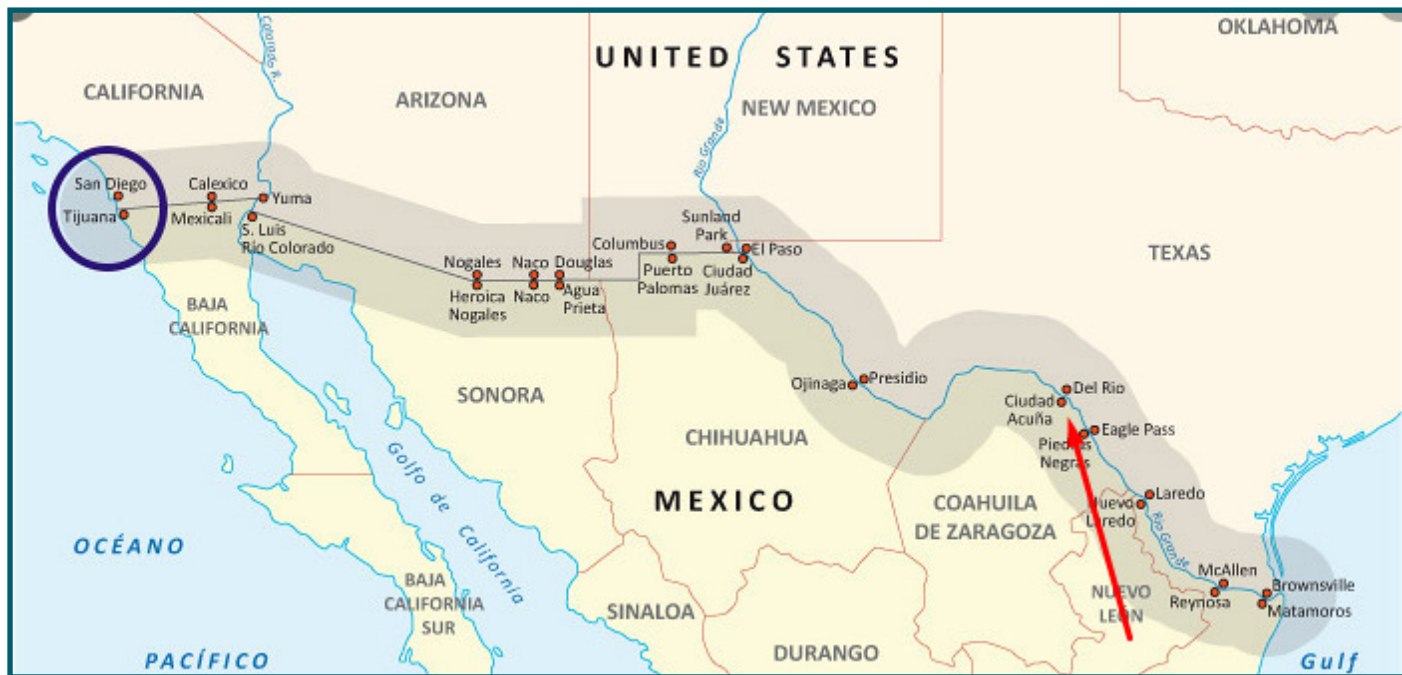 OKLAHOMA
UNITED STATES
Colorado R.
CALIFORNIA
ARIZONA
NEW MEXICO
Rio Grande
San Diego
Tijuana
Calexico
Mexicali
Yuma
S. Luis
Río Colorado
Nogales
Heroica
Nogales
Naco
Naco
Douglas
Agua
Prieta
Columbus
Puerto
Palomas
Sunland
Park
El Paso
Ciudad
Juárez
TEXAS
BAJA
CALIFORNIA
SONORA
Ojinaga
Presidio
Del Rio
Ciudad
Acuña
Eagle Pass
Piedras
Negras
CHIHUAHUA
MEXICO
COAHUILA
DE ZARAGOZA
Laredo
Nuevo
Laredo
Rio Grande
Golfo de California
OCÉANO
PACÍFICO
BAJA
CALIFORNIA
SUR
SINALOA
DURANGO
NUEVO
LEÓN
McAllen
Reynosa
Brownsville
Matamoros
Gulf